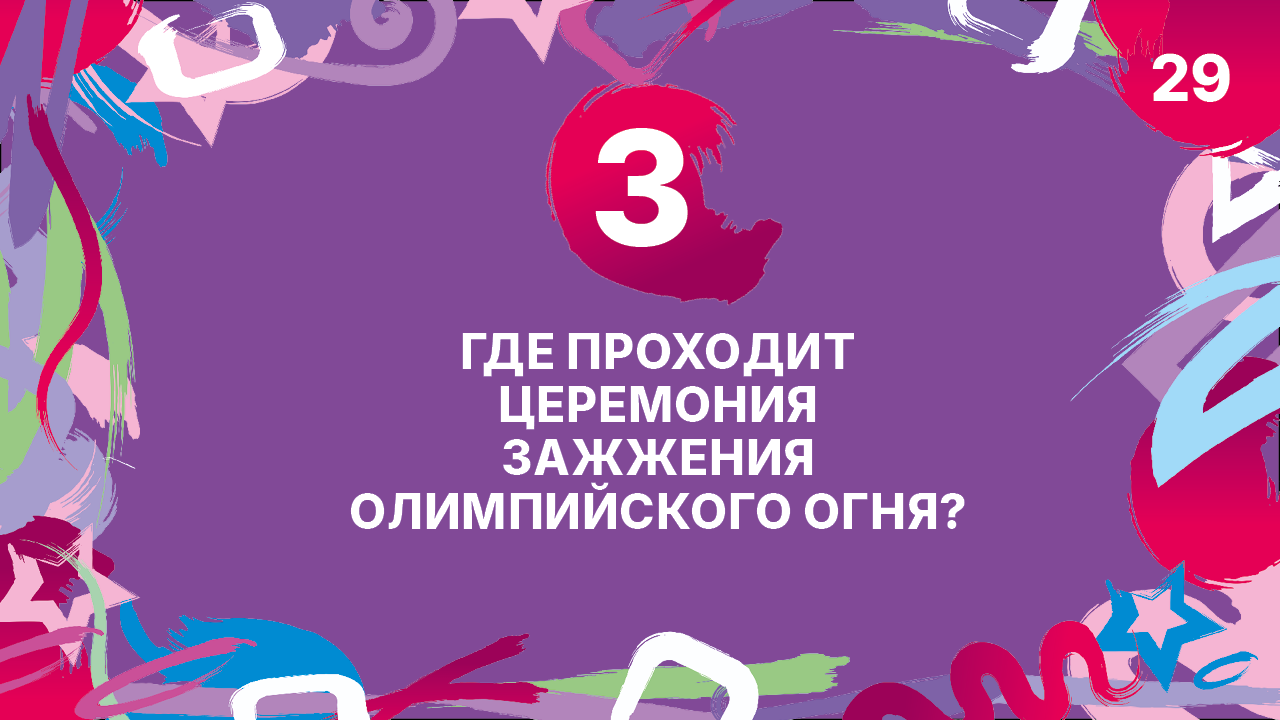 29
3
ГДЕ ПРОХОДИТ
ЦЕРЕМОНИЯ
ЗАЖЖЕНИЯ
ОЛИМПИЙСКОГО ОГНЯ?